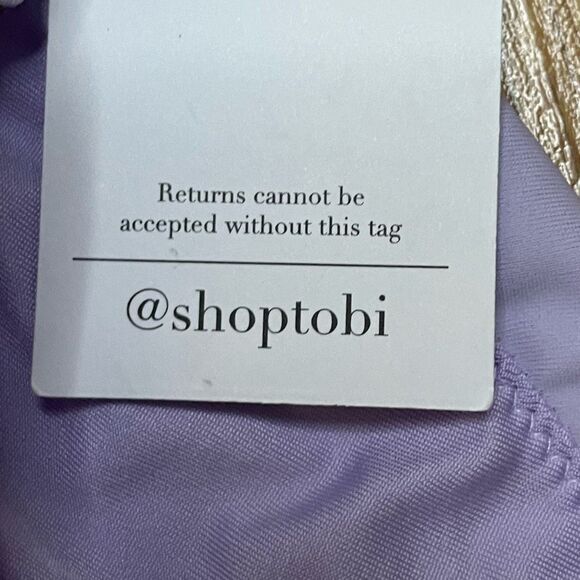 Returns cannot be
accepted without this tag
@shoptobi